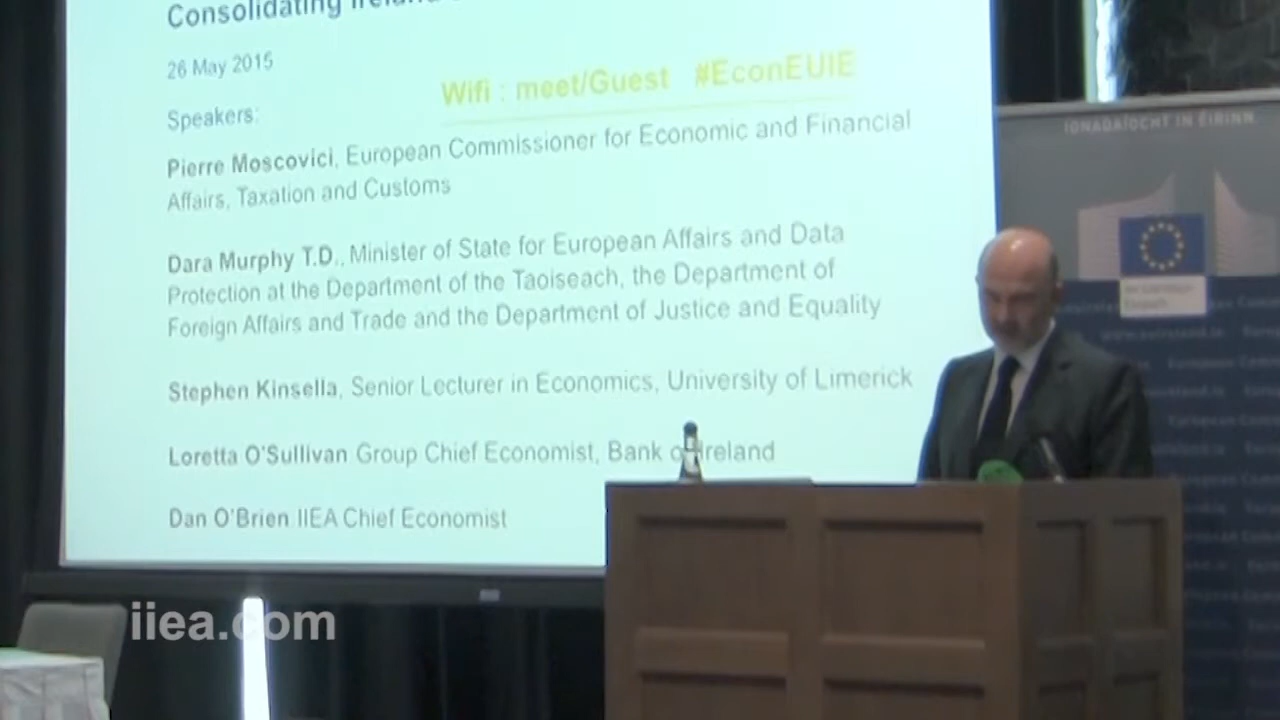 Consolidating Ireland
26 May 2015
Wifi : meet/Guest #EconEUIE
Speakers:
Pierre Moscovici, European Commissioner for Economic and Financial
Affairs, Taxation and Customs
Dara Murphy T.D., Minister of State for European Affairs and Data
Protection at the Department of the Taoiseach, the Department of
Foreign Affairs and Trade and the Department of Justice and Equality
Stephen Kinsella, Senior Lecturer in Economics, University of Limerick
Loretta O'Sullivan Group Chief Economist, Bank of Ireland
Dan O'Brien IIEA Chief Economist
IONADAÍOCHT IN ÉIRINN
iiea.com